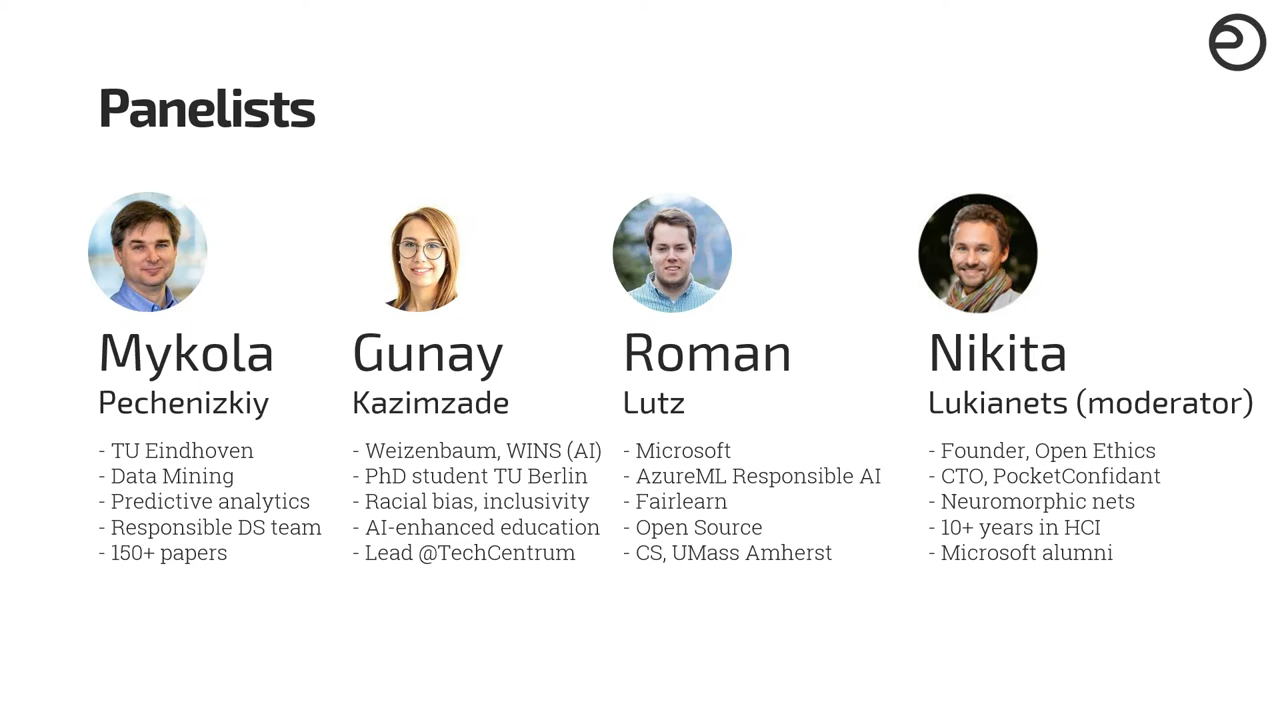 Panelists
Mykola
Pechenizkiy
- TU Eindhoven
- Data Mining
- Predictive analytics
- Responsible DS team
- 150+ papers
Gunay
Kazimzade
- Weizenbaum, WINS (AI)
- PhD student TU Berlin
- Racial bias, inclusivity
- AI-enhanced education
- Lead @TechCentrum
Roman
Lutz
- Microsoft
- AzureML Responsible AI
- Fairlearn
- Open Source
- CS, UMass Amherst
Nikita
Lukianets (moderator)
- Founder, Open Ethics
- CTO, PocketConfidant
- Neuromorphic nets
- 10+ years in HCI
- Microsoft alumni